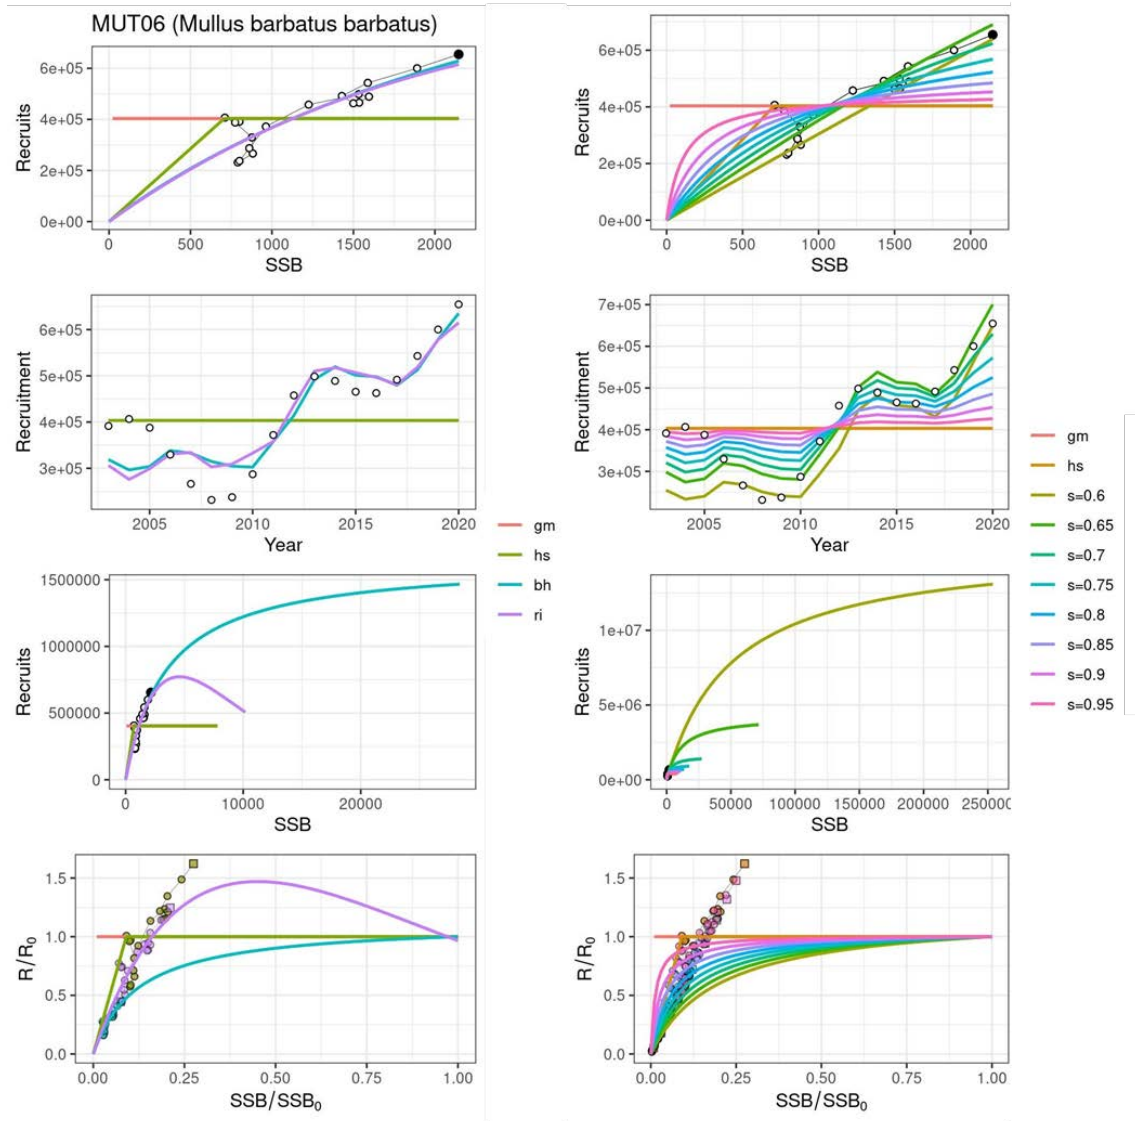 MUT06 (Mullus barbatus barbatus)
Recruits
6e+05
4e+05
2e+05
0e+00
0 500 1000 1500 2000
SSB
Recruits
6e+05
4e+05
2e+05
0e+00
0 500 1000 1500 2000
SSB
Recruitment
6e+05
5e+05
4e+05
3e+05
2005 2010 2015 2020
Year
Recruitment
7e+05
6e+05
5e+05
4e+05
3e+05
2005 2010 2015 2020
Year
gm
hs
bh
ri
gm
hs
s=0.6
s=0.65
s=0.7
s=0.75
s=0.8
s=0.85
s=0.9
s=0.95
Recruits
1500000
1000000
500000
0
0 10000 20000
SSB
Recruits
1e+07
5e+06
0e+00
0 50000 100000 150000 200000 25000
SSB
R/R₀
1.5
1.0
0.5
0.0
0.00 0.25 0.50 0.75 1.00
SSB/SSB₀
R/R₀
1.5
1.0
0.5
0.0
0.00 0.25 0.50 0.75 1.00
SSB/SSB₀